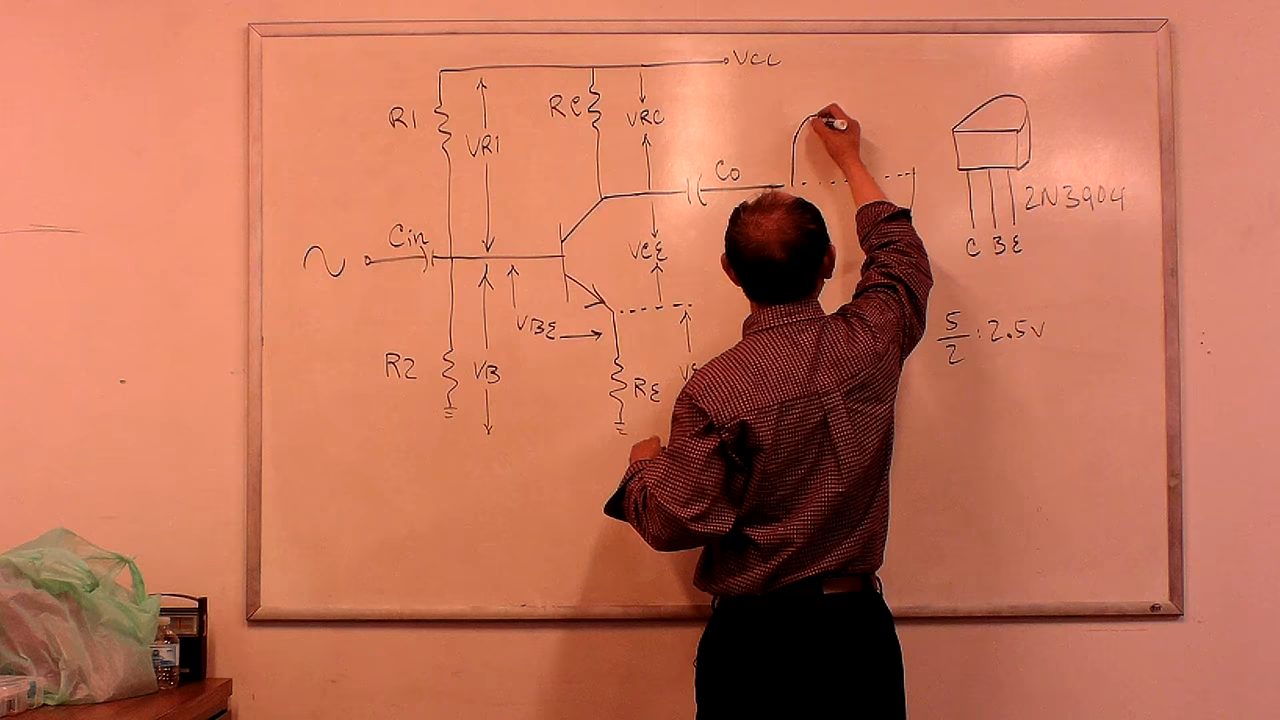 VCC
R1
VR1
RC
VRC
Co
2N3904
C B E
Cin
VCE
VBE
5/2 : 2.5V
R2
VB
RE